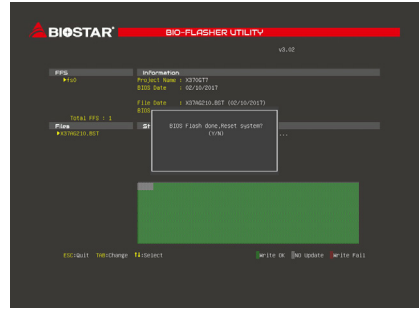 BIOSTAR®
BIO-FLASHER UTILITY
v3.02
FFS
▶fs0
Total FFS : 1
Information
Project Name : X370GT7
BIOS Date : 02/10/2017
File Date : X37AG210.BST (02/10/2017)
BIOS
Files
▶X37AG210.BST
St
...
BIOS Flash done,Reset system?
(Y/N)
ESC:Quit TAB:Change ↑↓:Select
Write OK NO Update Write Fail